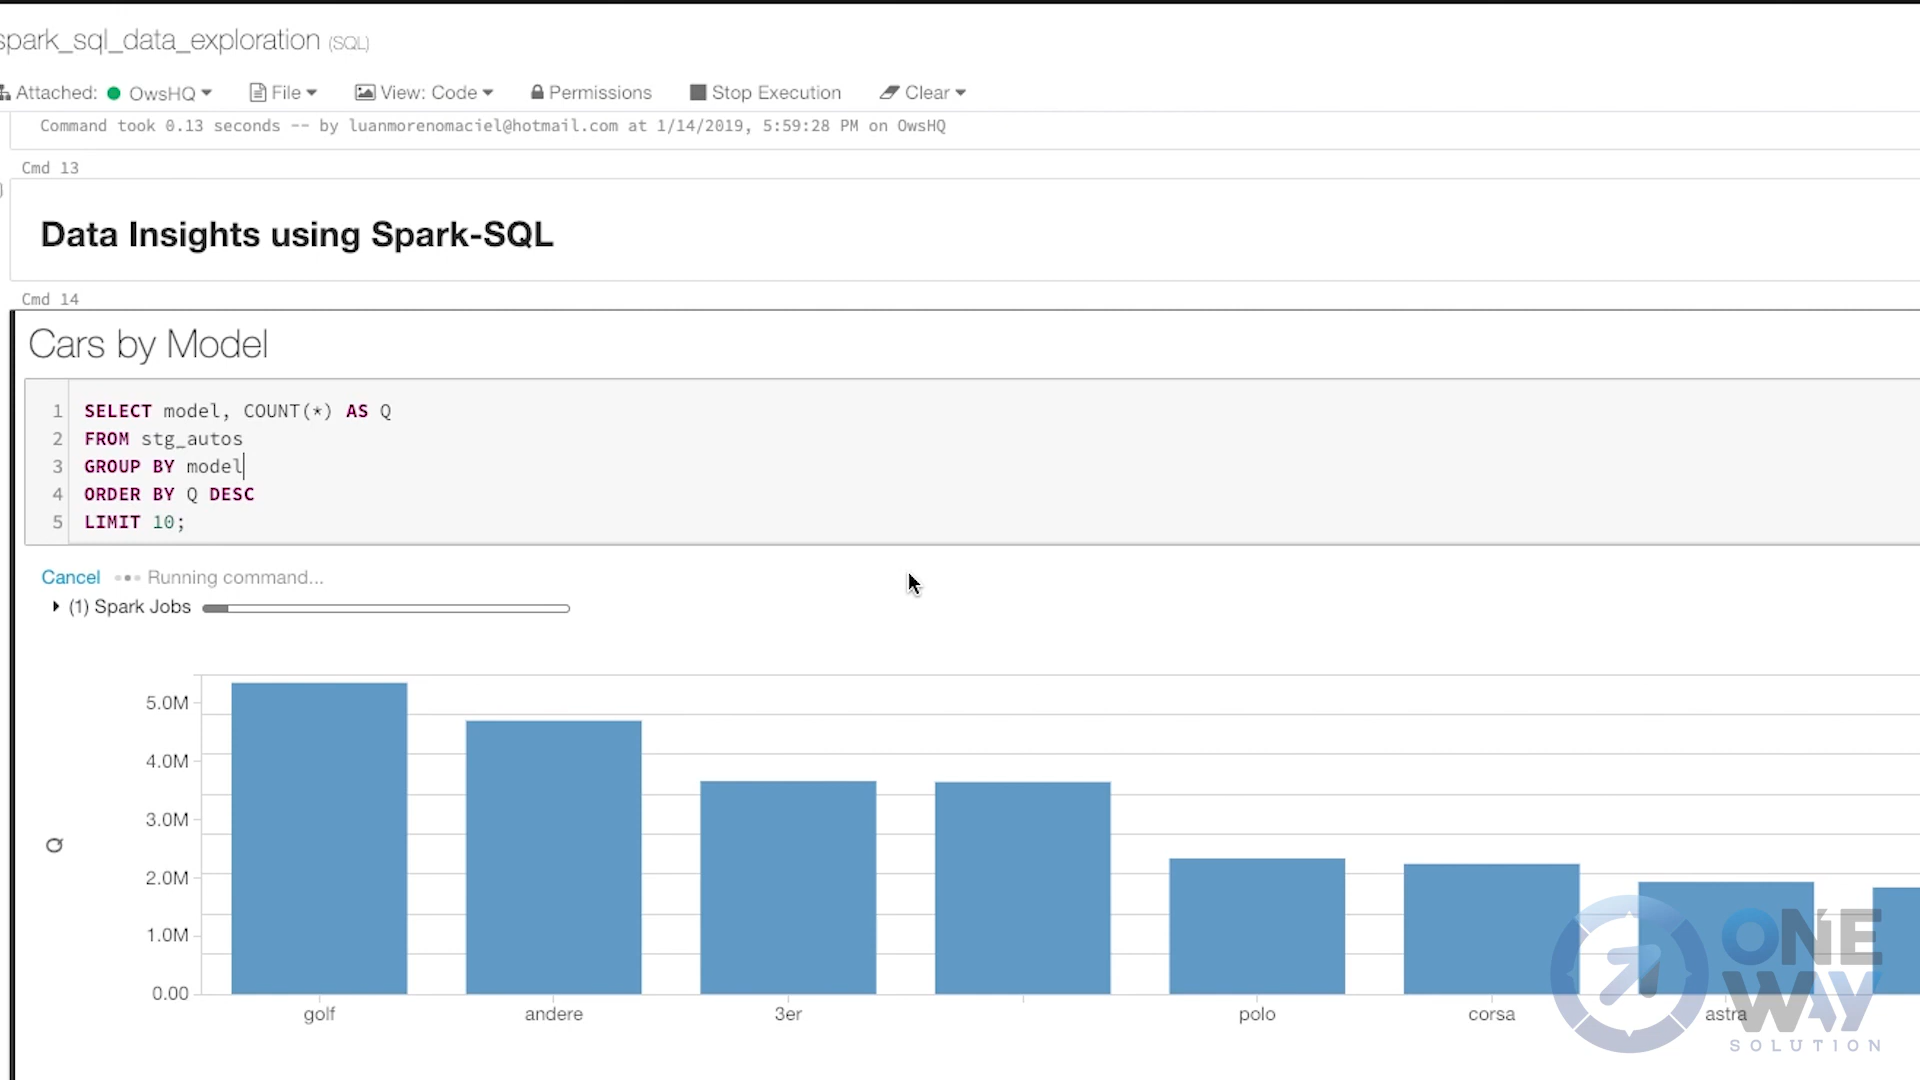 spark_sql_data_exploration (SQL)
Attached: OwsHQ File View: Code Permissions Stop Execution Clear
Command took 0.13 seconds -- by luanmorenomaciel@hotmail.com at 1/14/2019, 5:59:28 PM on OwsHQ
Cmd 13
Data Insights using Spark-SQL
Cmd 14
Cars by Model
1 SELECT model, COUNT(*) AS Q
2 FROM stg_autos
3 GROUP BY model
4 ORDER BY Q DESC
5 LIMIT 10;
Cancel Running command...
(1) Spark Jobs
5.0M
4.0M
3.0M
2.0M
1.0M
0.00
Q
golf andere 3er polo corsa astra
ONE
WAY
SOLUTION